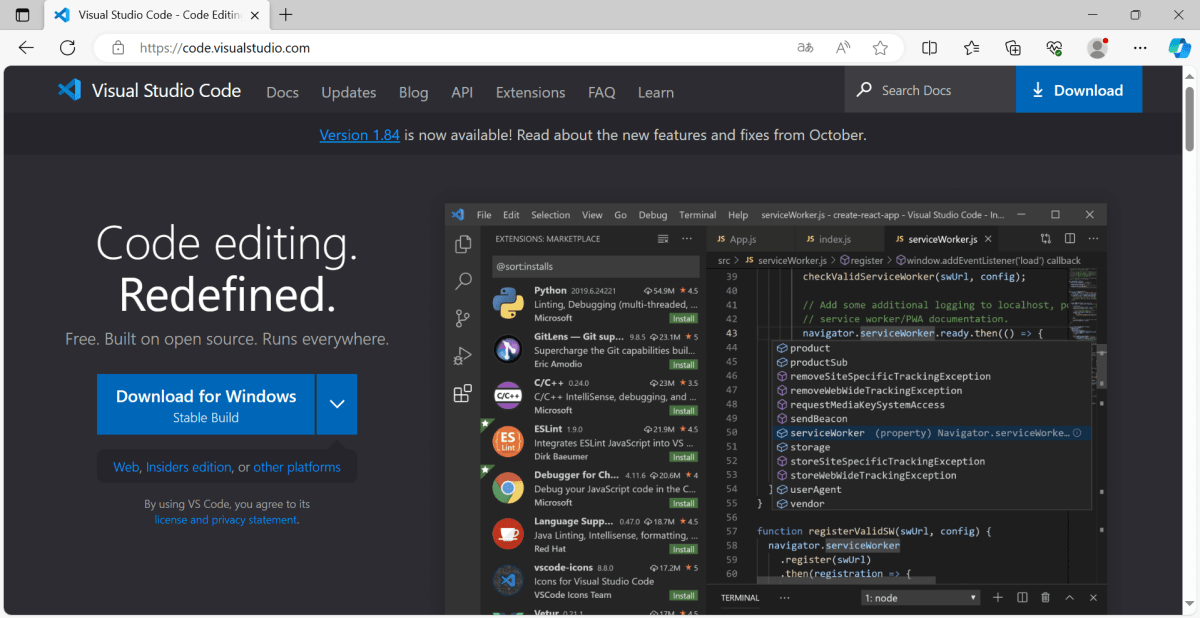 Visual Studio Code - Code Editin
https://code.visualstudio.com
Visual Studio Code Docs Updates Blog API Extensions FAQ Learn Search Docs Download
Version 1.84 is now available! Read about the new features and fixes from October.
Code editing.
Redefined.
Free. Built on open source. Runs everywhere.
Download for Windows
Stable Build
Web, Insiders edition, or other platforms
By using VS Code, you agree to its
license and privacy statement.
File Edit Selection View Go Debug Terminal Help serviceWorker.js - create-react-app - Visual Studio Code - In...
EXTENSIONS: MARKETPLACE
@sort:installs
Python 2019.6.24221 54.9M 4.5
Linting, Debugging (multi-threaded, ...
Microsoft Install
GitLens — Git sup... 9.8.5 23.1M 5
Supercharge the Git capabilities buil...
Eric Amodio Install
C/C++ 0.24.0 23M 3.5
C/C++ IntelliSense, debugging, and ...
Microsoft Install
ESLint 1.9.0 21.9M 4.5
Integrates ESLint JavaScript into VS ...
Dirk Baeumer Install
Debugger for Ch... 4.11.6 20.6M 4
Debug your JavaScript code in the C...
Microsoft Install
Language Supp... 0.47.0 18.7M 4.5
Java Linting, Intellisense, formatting, ...
Red Hat Install
vscode-icons 8.8.0 17.2M 5
Icons for Visual Studio Code
VSCode Icons Team Install
Vetur 0.21.1 17M 4.5
C/C++
ES
Lint
JS App.js JS index.js JS serviceWorker.js
src > JS serviceWorker.js > register > window.addEventListener('load') callback
39 checkValidServiceWorker(swUrl, config);
40
41 // Add some additional logging to localhost, po
42 // service worker/PWA documentation.
43 navigator.serviceWorker.ready.then(() => {
44 product
45 productSub
46 removeSiteSpecificTrackingException
47 removeWebWideTrackingException
48 requestMediaKeySystemAccess
49 sendBeacon
50 serviceWorker (property) Navigator.serviceWorke...
51 storage
52 storeSiteSpecificTrackingException
53 storeWebWideTrackingException
54 } userAgent
55 } vendor
56
57 function registerValidSW(swUrl, config) {
58 navigator.serviceWorker
59 .register(swUrl)
60 .then(registration => {
TERMINAL ... 1: node